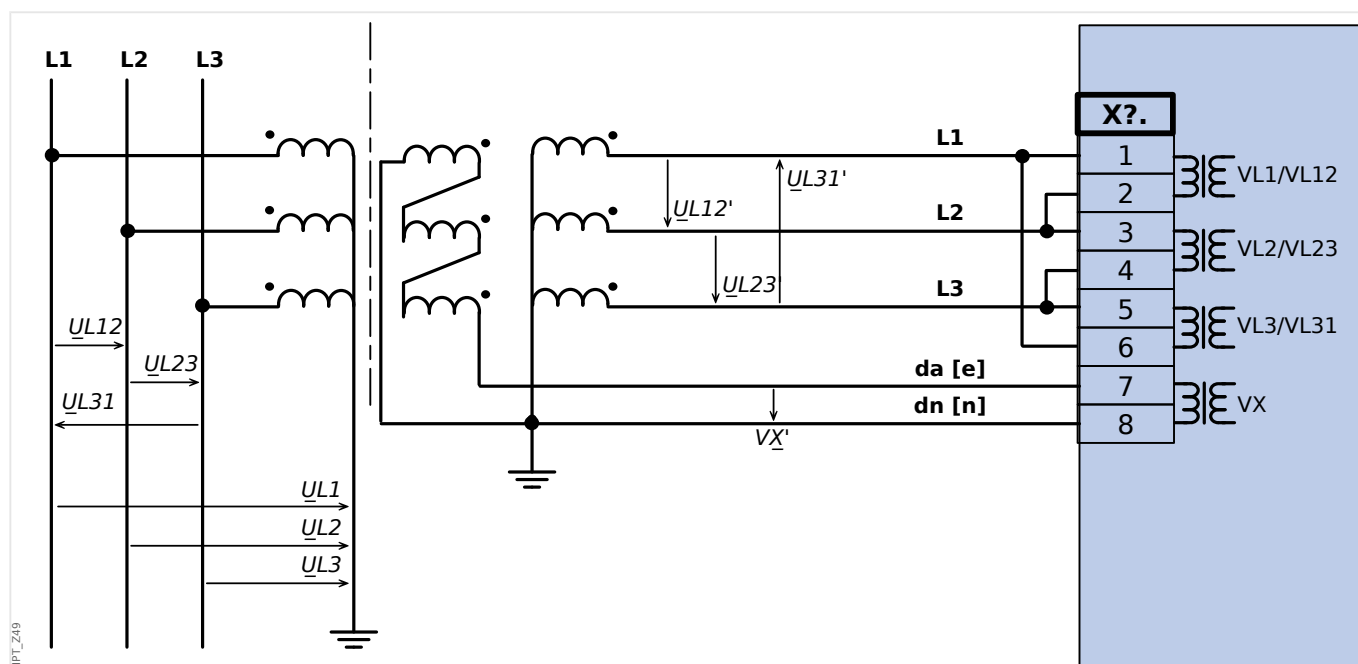 L1 L2 L3
X?.
L1
1
VL1/VL12
UL31'
2
UL12'
L2
3
VL2/VL23
4
UL23'
L3
5
VL3/VL31
UL12
6
UL23
da [e]
7
UL31
dn [n]
VX
8
VX'
UL1
UL2
UL3
IPT_Z49